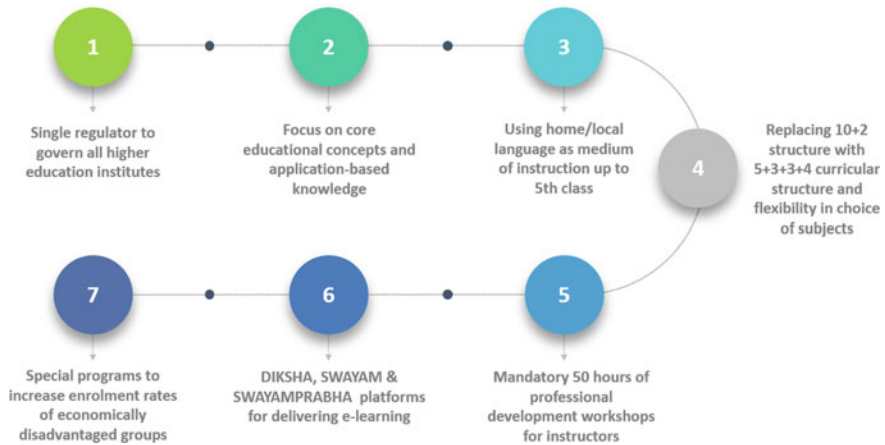 1
Single regulator to
govern all higher
education institutes
2
Focus on core
educational concepts and
application-based
knowledge
3
Using home/local
language as medium
of instruction up to
5th class
4
Replacing 10+2
structure with
5+3+3+4 curricular
structure and
flexibility in choice
of subjects
5
Mandatory 50 hours of
professional
development workshops
for instructors
6
DIKSHA, SWAYAM &
SWAYAMPRABHA platforms
for delivering e-learning
7
Special programs to
increase enrolment rates
of economically
disadvantaged groups